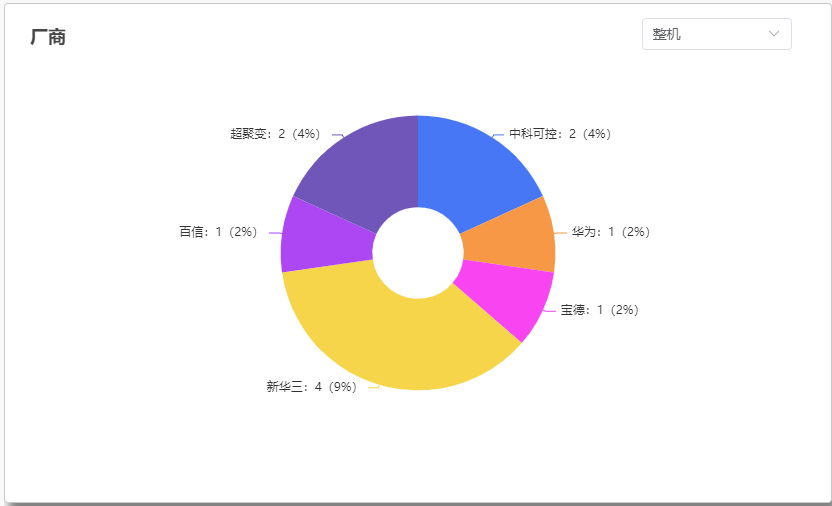 厂商
整机
超聚变：2（4%）
中科可控：2（4%）
百信：1（2%）
华为：1（2%）
宝德：1（2%）
新华三：4（9%）